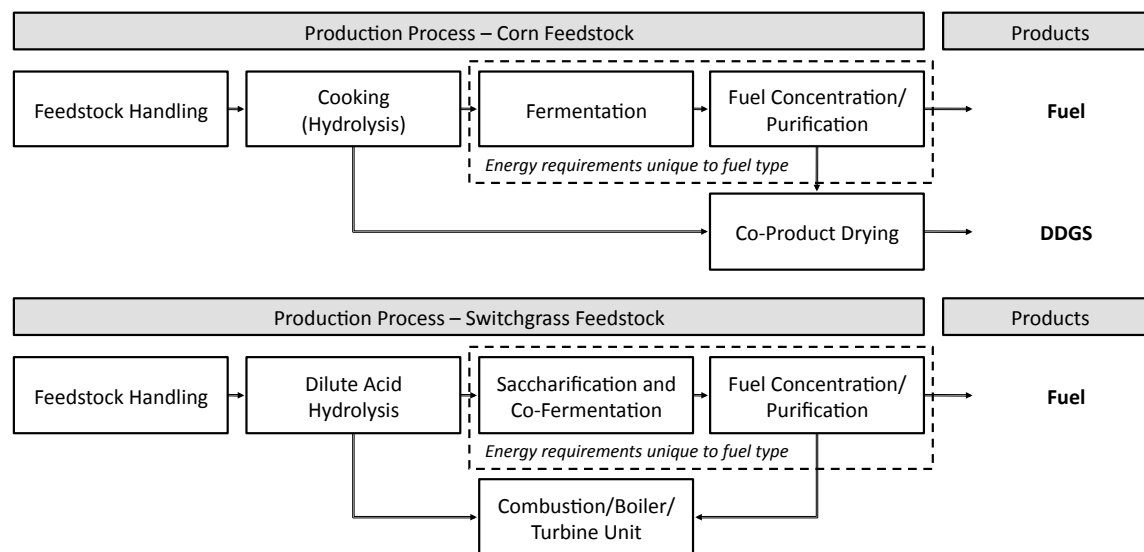 Production Process – Corn Feedstock
Products
Feedstock Handling
Cooking
(Hydrolysis)
Fermentation
Fuel Concentration/
Purification
Fuel
Energy requirements unique to fuel type
Co-Product Drying
DDGS
Production Process – Switchgrass Feedstock
Products
Feedstock Handling
Dilute Acid
Hydrolysis
Saccharification and
Co-Fermentation
Fuel Concentration/
Purification
Fuel
Energy requirements unique to fuel type
Combustion/Boiler/
Turbine Unit